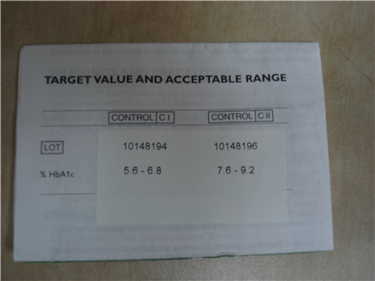 TARGET VALUE AND ACCEPTABLE RANGE
CONTROL C I CONTROL C II
LOT 10148194 10148196
% HbA1c 5.6 - 6.8 7.6 - 9.2